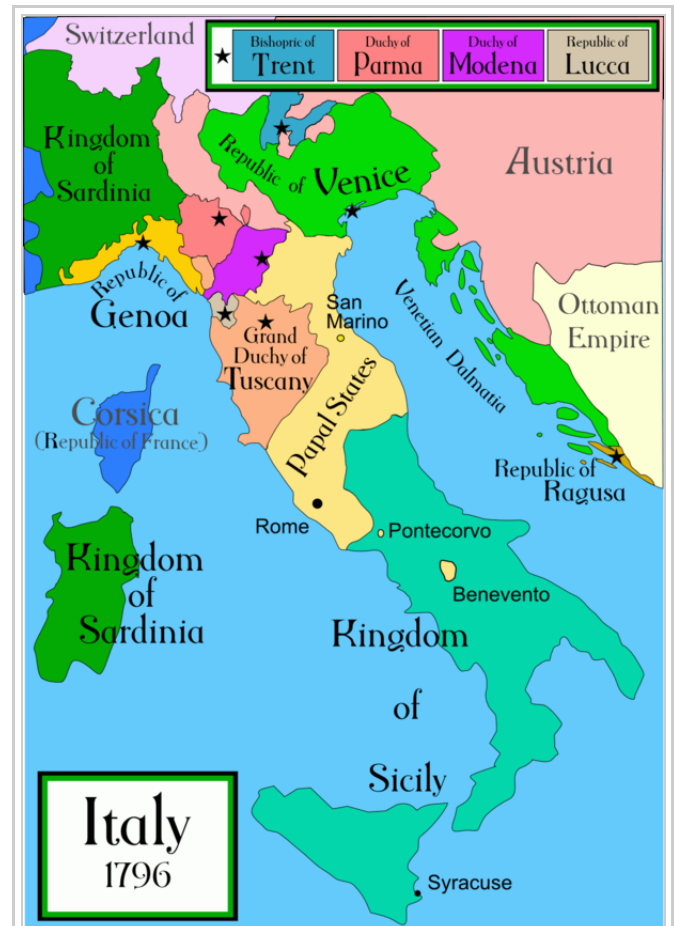 Switzerland
Bishopric of
Trent
Duchy of
Parma
Duchy of
Modena
Republic of
Lucca
Kingdom
of
Sardinia
Republic of Venice
Austria
Republic of
Genoa
San
Marino
Venetian Dalmatia
Ottoman
Empire
Grand
Duchy of
Tuscany
Papal States
Corsica
(Republic of France)
Republic of
Ragusa
Rome
Pontecorvo
Benevento
Kingdom
of
Sardinia
Kingdom
of
Sicily
Italy
1796
Syracuse